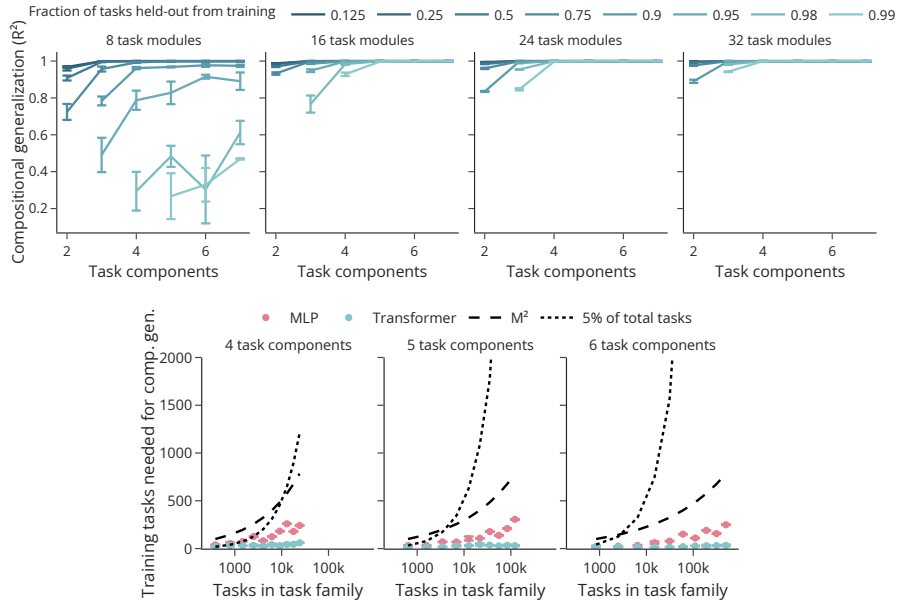 Fraction of tasks held-out from training 0.125 0.25 0.5 0.75 0.9 0.95 0.98 0.99
8 task modules 16 task modules 24 task modules 32 task modules
Compositional generalization (R²)
1
0.8
0.6
0.4
0.2
2 4 6 2 4 6 2 4 6 2 4 6
Task components Task components Task components Task components
MLP Transformer M² 5% of total tasks
4 task components 5 task components 6 task components
Training tasks needed for comp. gen.
2000
1500
1000
500
0
1000 10k 100k 1000 10k 100k 1000 10k 100k
Tasks in task family Tasks in task family Tasks in task family